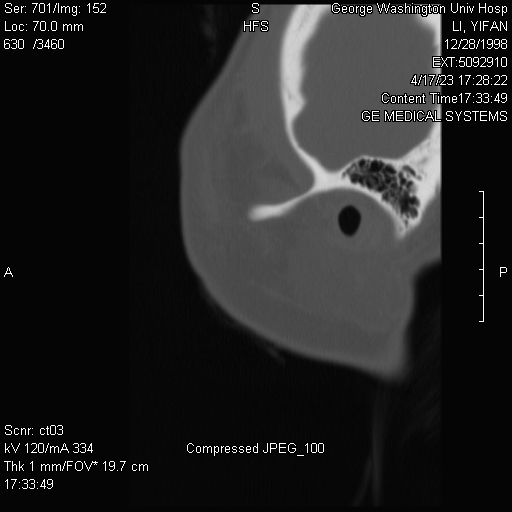 Ser: 701/Img: 152
Loc: 70.0 mm
630 /3460
S
HFS
George Washington Univ Hosp
LI, YIFAN
12/28/1998
EXT:5092910
4/17/23 17:28:22
Content Time17:33:49
GE MEDICAL SYSTEMS
A
P
Scnr: ct03
kV 120/mA 334
Thk 1 mm/FOV* 19.7 cm
17:33:49
Compressed JPEG_100